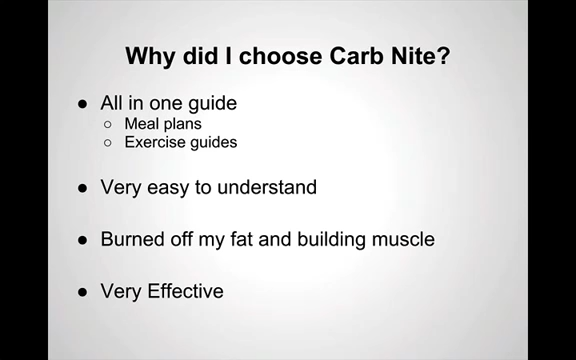 Why did I choose Carb Nite?
● All in one guide
○ Meal plans
○ Exercise guides
● Very easy to understand
● Burned off my fat and building muscle
● Very Effective